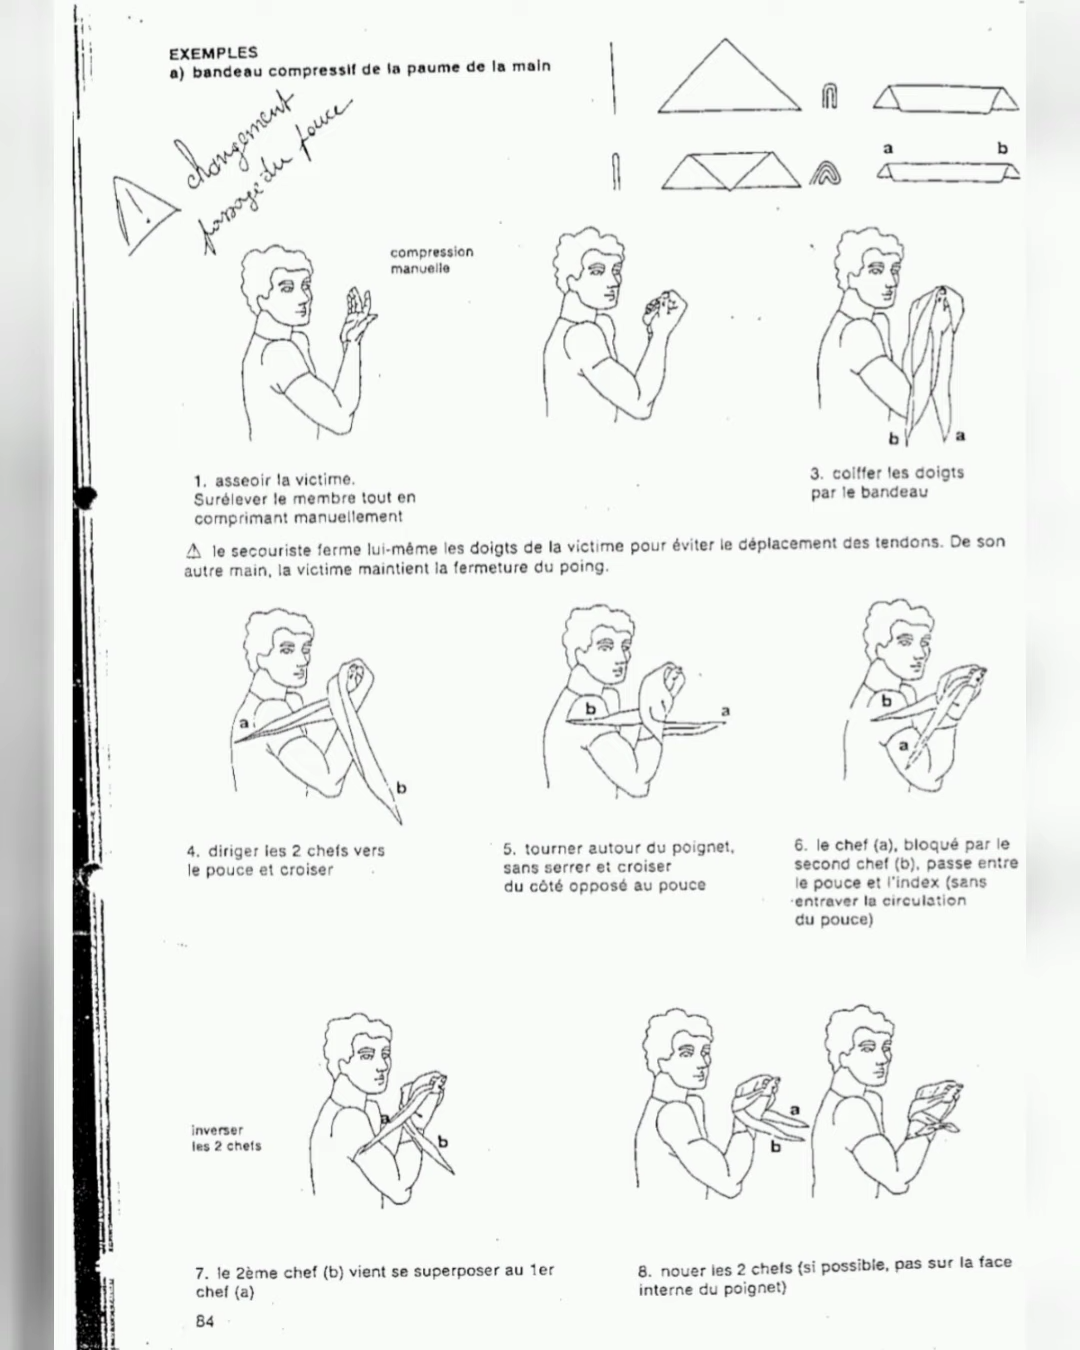 EXEMPLES
a) bandeau compressif de la paume de la main
changement
passage du pouce
!
a b
compression
manuelle
b a
1. asseoir la victime.
Surélever le membre tout en
comprimant manuellement
3. coiffer les doigts
par le bandeau
⚠ le secouriste ferme lui-même les doigts de la victime pour éviter le déplacement des tendons. De son
autre main, la victime maintient la fermeture du poing.
a
b
b
a
b
a
4. diriger les 2 chefs vers
le pouce et croiser
5. tourner autour du poignet,
sans serrer et croiser
du côté opposé au pouce
6. le chef (a), bloqué par le
second chef (b), passe entre
le pouce et l'index (sans
entraver la circulation
du pouce)
inverser
les 2 chefs
a
b
a
b
7. le 2ème chef (b) vient se superposer au 1er
chef (a)
8. nouer les 2 chefs (si possible, pas sur la face
interne du poignet)
84